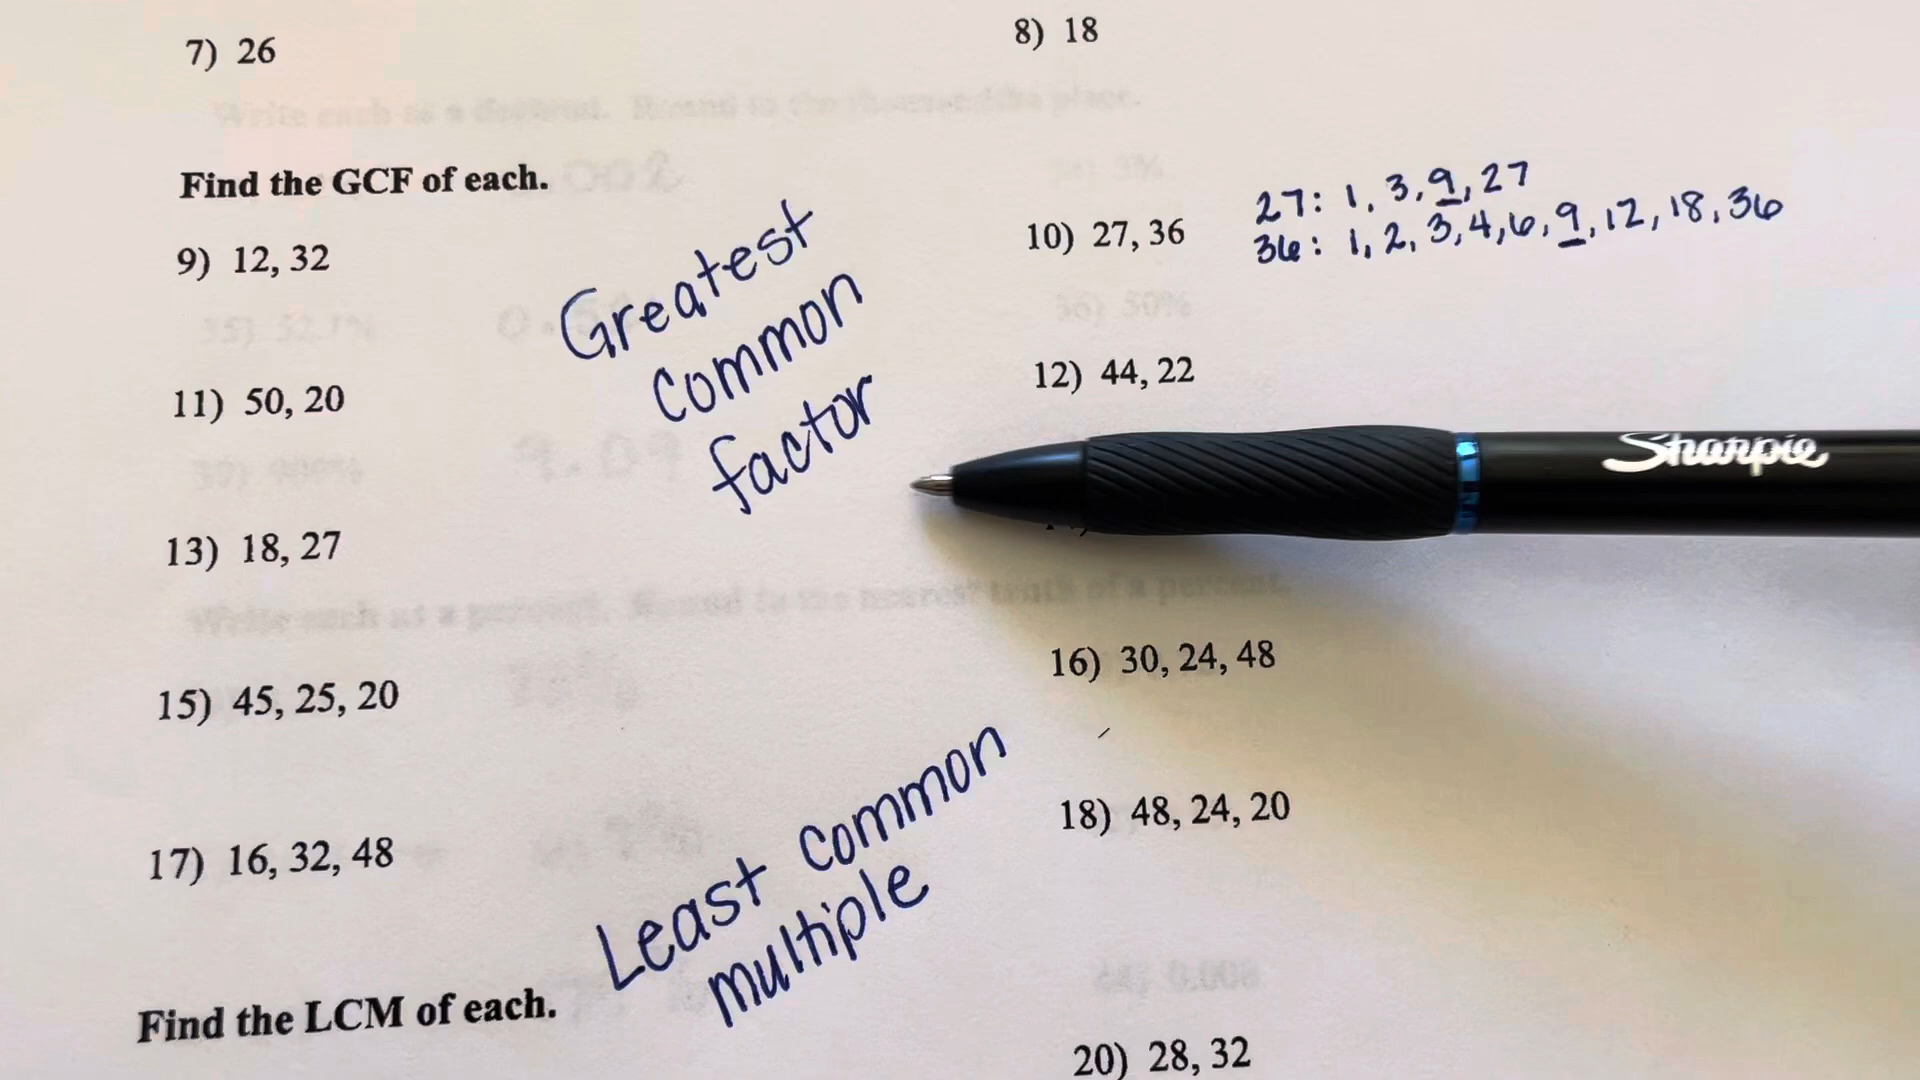 7) 26
8) 18
Find the GCF of each.
9) 12, 32
Greatest
common
factor
10) 27, 36
27: 1, 3, 9, 27
36: 1, 2, 3, 4, 6, 9, 12, 18, 36
11) 50, 20
12) 44, 22
Sharpie
13) 18, 27
15) 45, 25, 20
16) 30, 24, 48
17) 16, 32, 48
18) 48, 24, 20
Least common
multiple
Find the LCM of each.
20) 28, 32